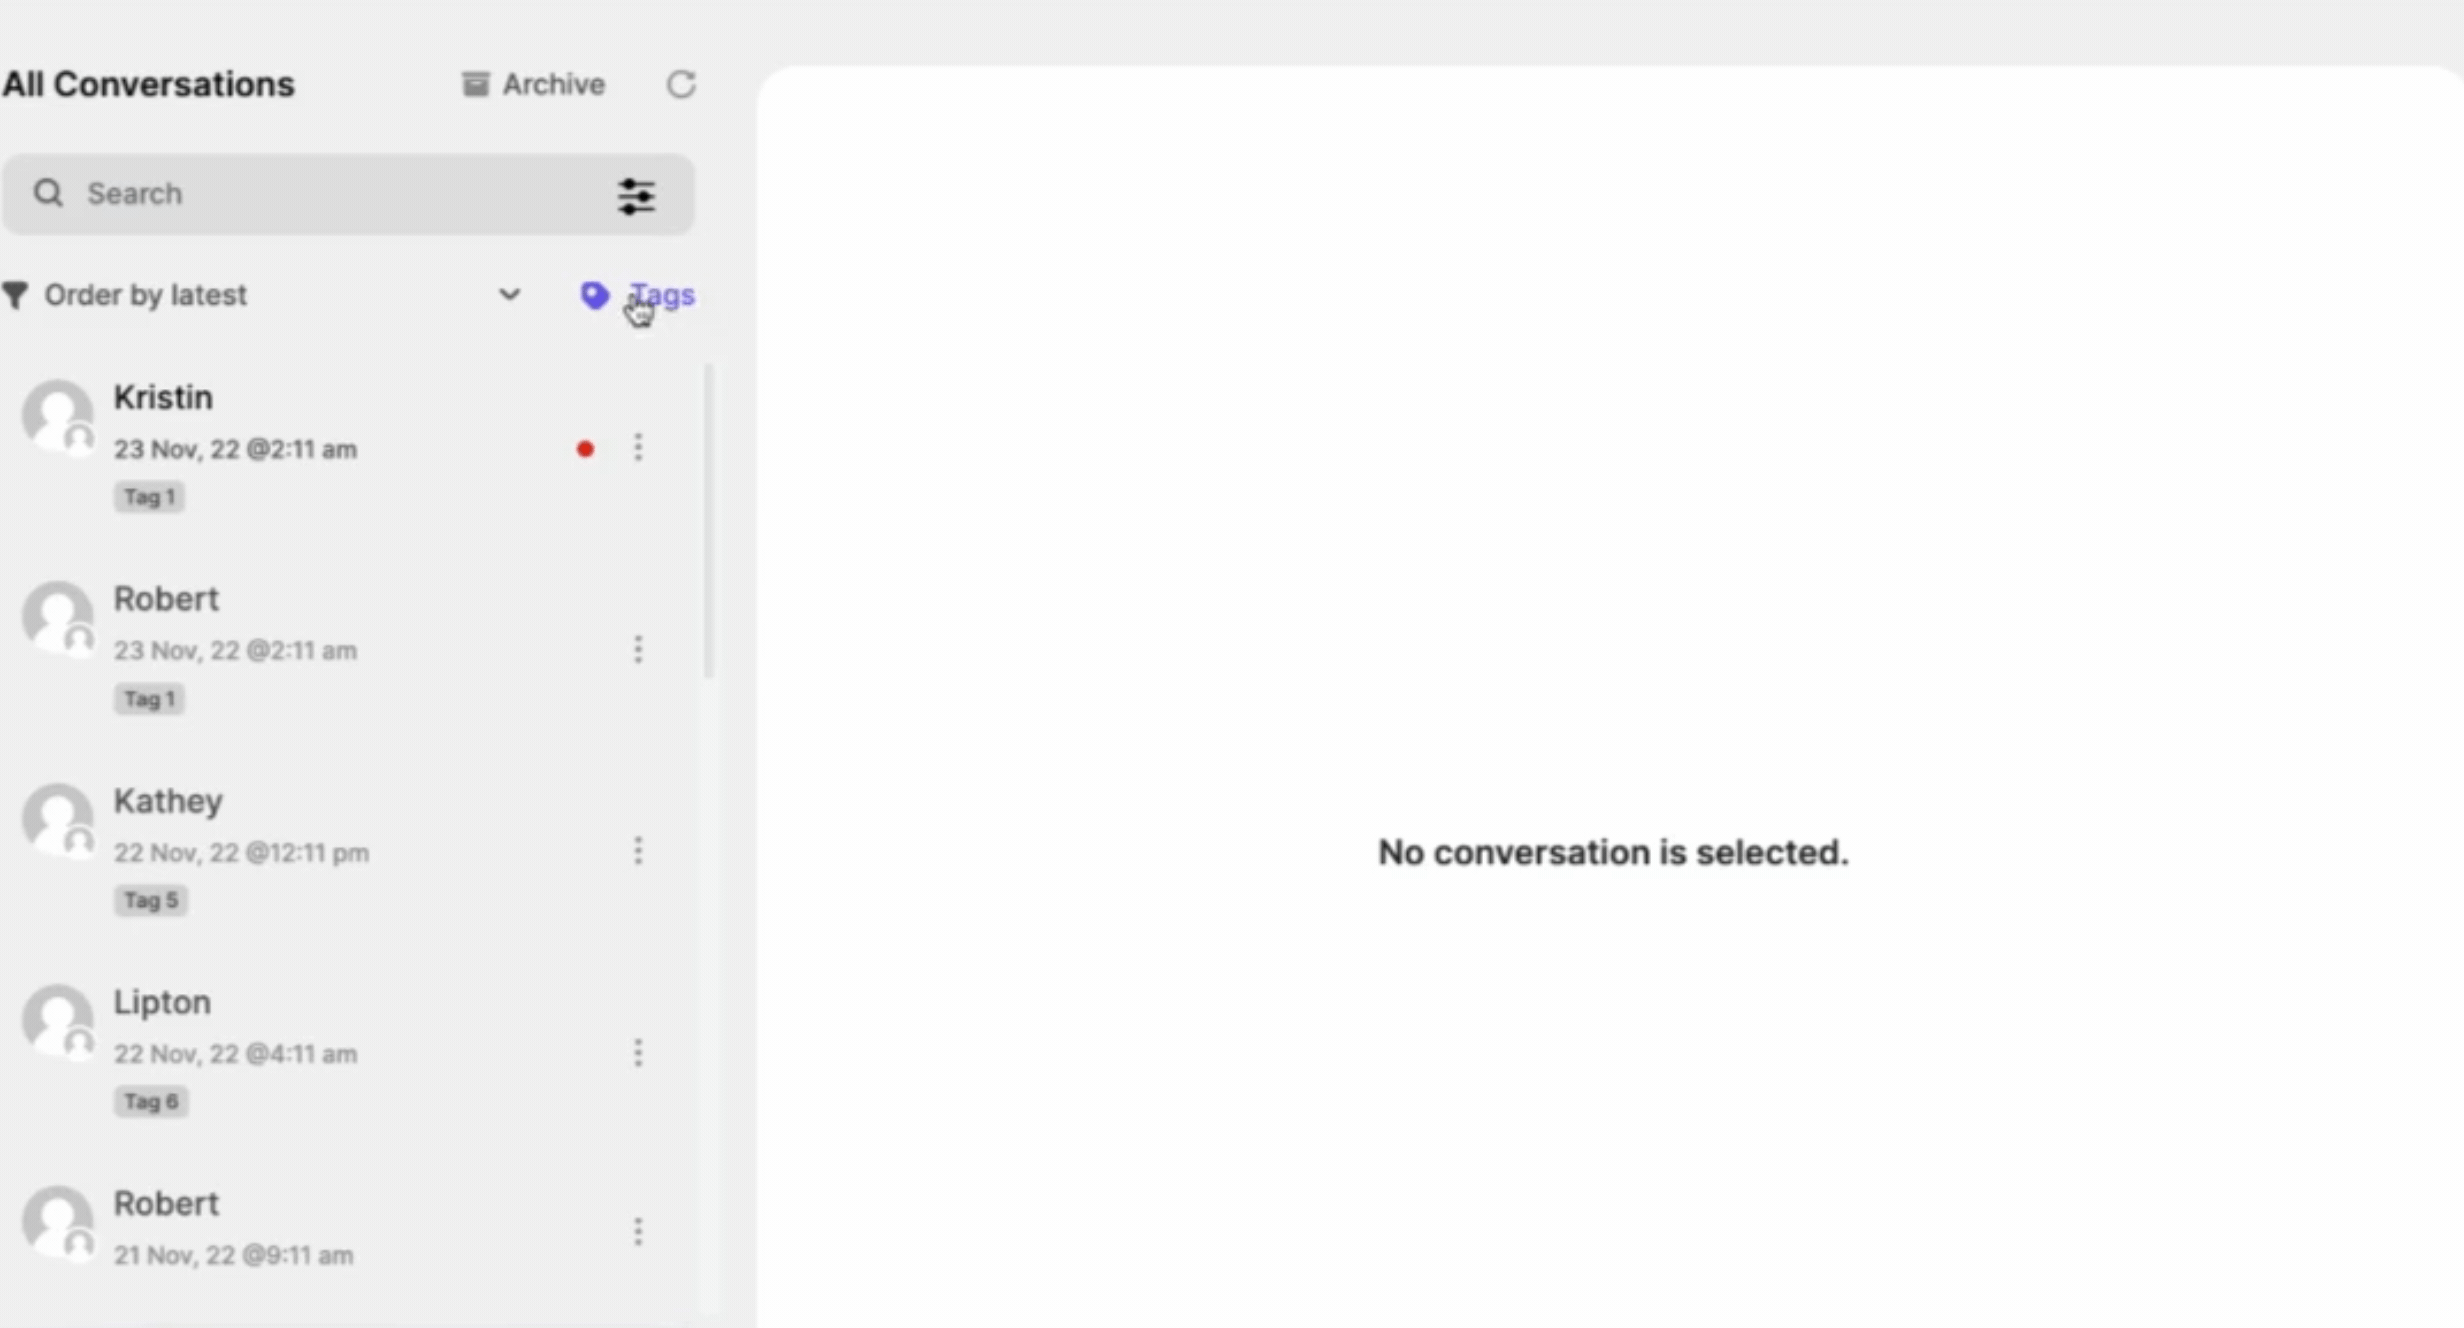 All Conversations
Archive
Search
Order by latest
Tags
Kristin
23 Nov, 22 @2:11 am
Tag 1
Robert
23 Nov, 22 @2:11 am
Tag 1
Kathey
22 Nov, 22 @12:11 pm
Tag 5
Lipton
22 Nov, 22 @4:11 am
Tag 6
Robert
21 Nov, 22 @9:11 am
No conversation is selected.